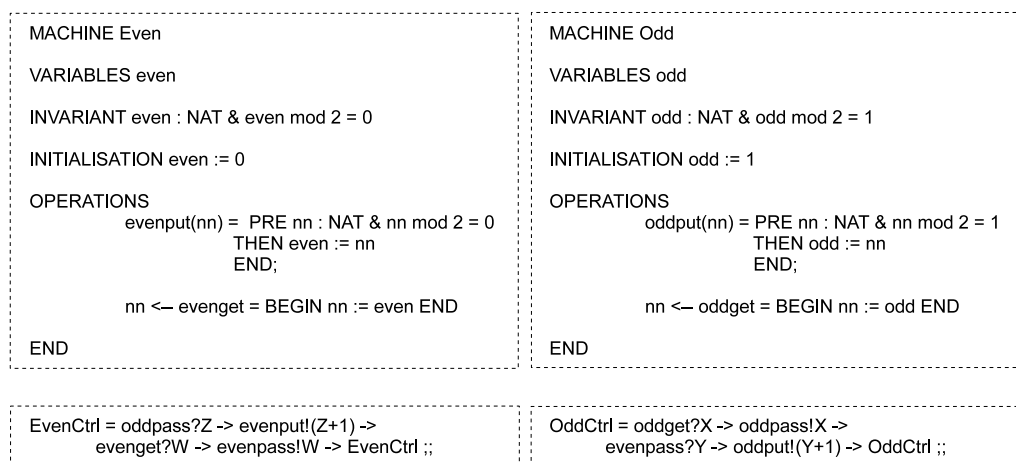 MACHINE Even
VARIABLES even
INVARIANT even : NAT & even mod 2 = 0
INITIALISATION even := 0
OPERATIONS
evenput(nn) = PRE nn : NAT & nn mod 2 = 0
THEN even := nn
END;
nn <-- evenget = BEGIN nn := even END
END
MACHINE Odd
VARIABLES odd
INVARIANT odd : NAT & odd mod 2 = 1
INITIALISATION odd := 1
OPERATIONS
oddput(nn) = PRE nn : NAT & nn mod 2 = 1
THEN odd := nn
END;
nn <-- oddget = BEGIN nn := odd END
END
EvenCtrl = oddpass?Z -> evenput!(Z+1) ->
evenget?W -> evenpass!W -> EvenCtrl ;;
OddCtrl = oddget?X -> oddpass!X ->
evenpass?Y -> oddput!(Y+1) -> OddCtrl ;;